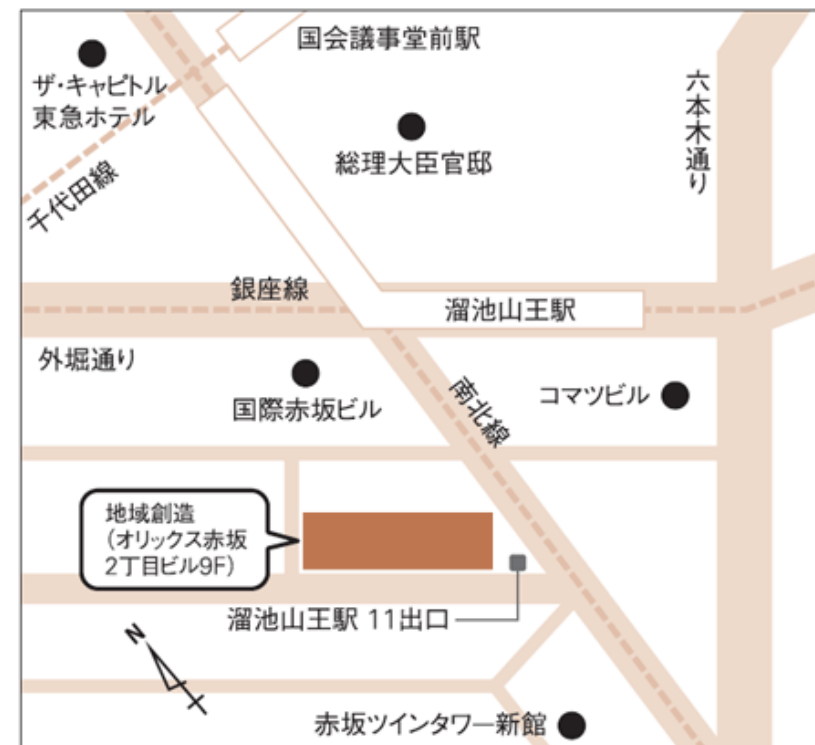 国会議事堂前駅
ザ・キャピトル
東急ホテル
六本木通り
総理大臣官邸
千代田線
銀座線
溜池山王駅
外堀通り
国際赤坂ビル
南北線
コマツビル
地域創造
(オリックス赤坂
2丁目ビル9F)
溜池山王駅 11出口
N
赤坂ツインタワー新館